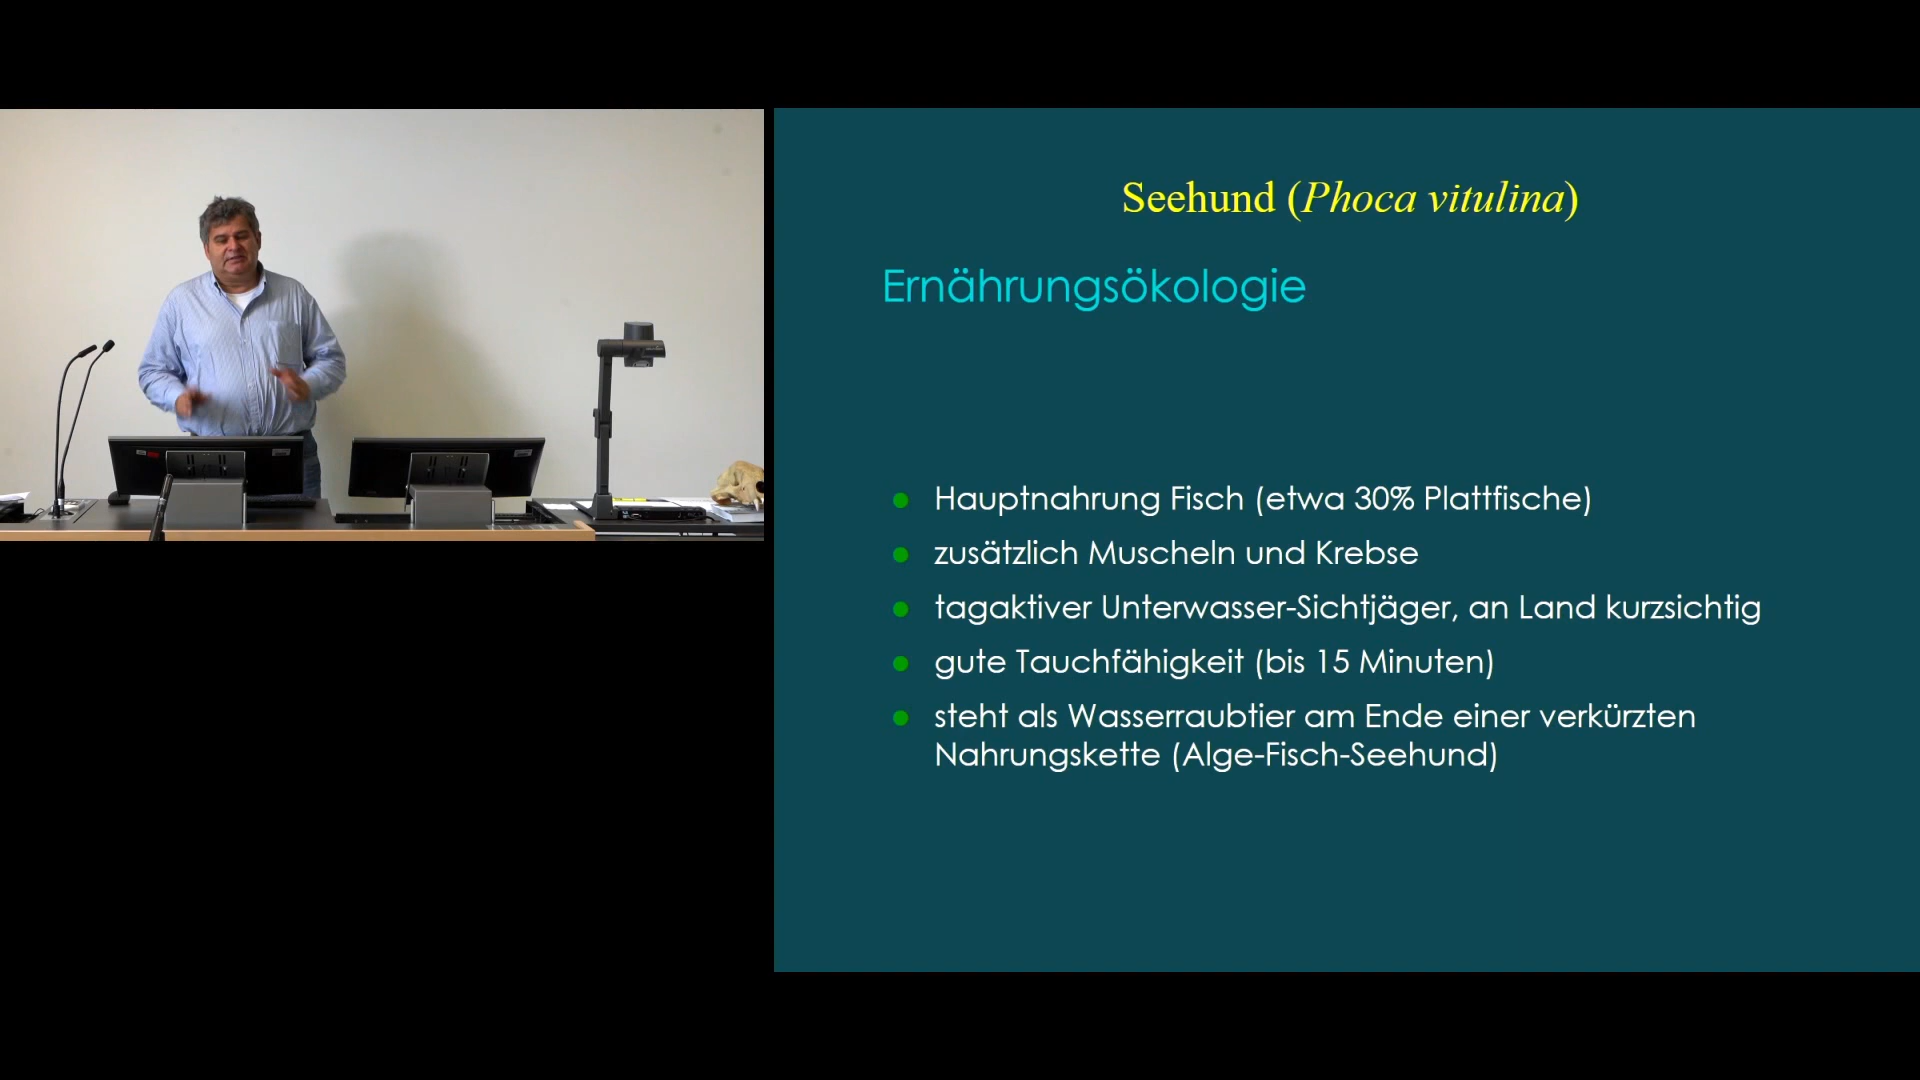 Seehund (Phoca vitulina)
Ernährungsökologie
Hauptnahrung Fisch (etwa 30% Plattfische)
zusätzlich Muscheln und Krebse
tagaktiver Unterwasser-Sichtjäger, an Land kurzsichtig
gute Tauchfähigkeit (bis 15 Minuten)
steht als Wasserraubtier am Ende einer verkürzten
Nahrungskette (Alge-Fisch-Seehund)